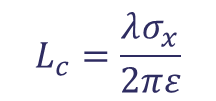 L_c = λσ_x / 2πε